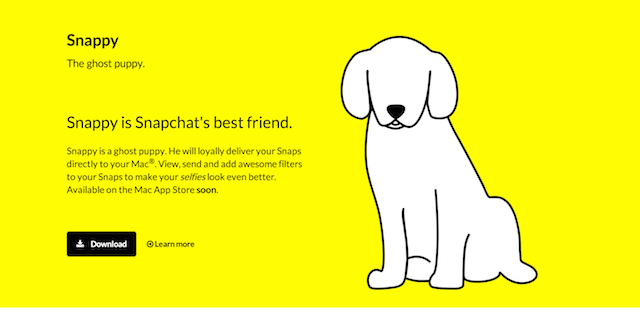 Snappy
The ghost puppy.
Snappy is Snapchat's best friend.
Snappy is a ghost puppy. He will loyally deliver your Snaps
directly to your Mac®. View, send and add awesome filters
to your Snaps to make your selfies look even better.
Available on the Mac App Store soon.
Download Learn more